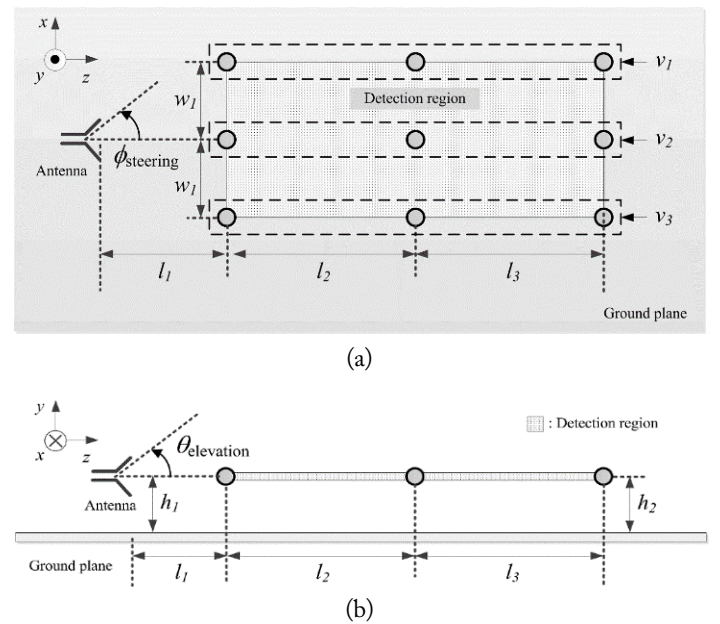 x
y
z
Antenna
ϕsteering
w1
w1
Detection region
v1
v2
v3
l1
l2
l3
Ground plane
(a)
y
x
z
Antenna
θelevation
: Detection region
h1
h2
Ground plane
l1
l2
l3
(b)